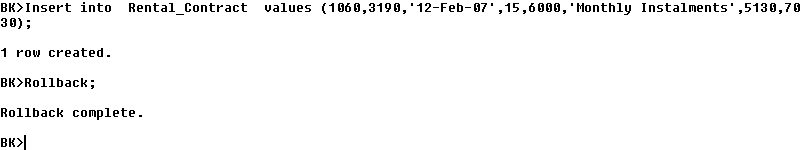 BK>Insert into  Rental_Contract  values (1060,3190,'12-Feb-07',15,6000,'Monthly Instalments',5130,70
30);
1 row created.
BK>Rollback;
Rollback complete.
BK>